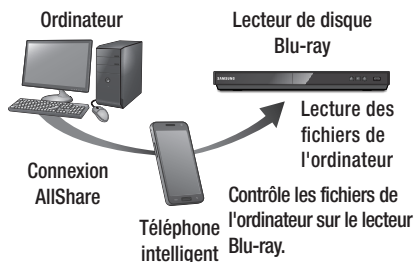 Ordinateur
Lecteur de disque
Blu-ray
SAMSUNG
Lecture des
fichiers de
l'ordinateur
Connexion
AllShare
Téléphone
intelligent
Contrôle les fichiers de
l'ordinateur sur le lecteur
Blu-ray.